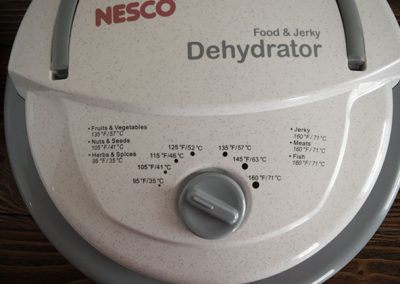 NESCO
Food & Jerky
Dehydrator
• Fruits & Vegetables
135°F/57°C
• Nuts & Seeds
105°F/41°C
• Herbs & Spices
95°F/35°C
125°F/52°C
135°F/57°C
115°F/46°C
145°F/63°C
105°F/41°C
160°F/71°C
95°F/35°C
• Jerky
160°F/71°C
• Meats
160°F/71°C
• Fish
160°F/71°C